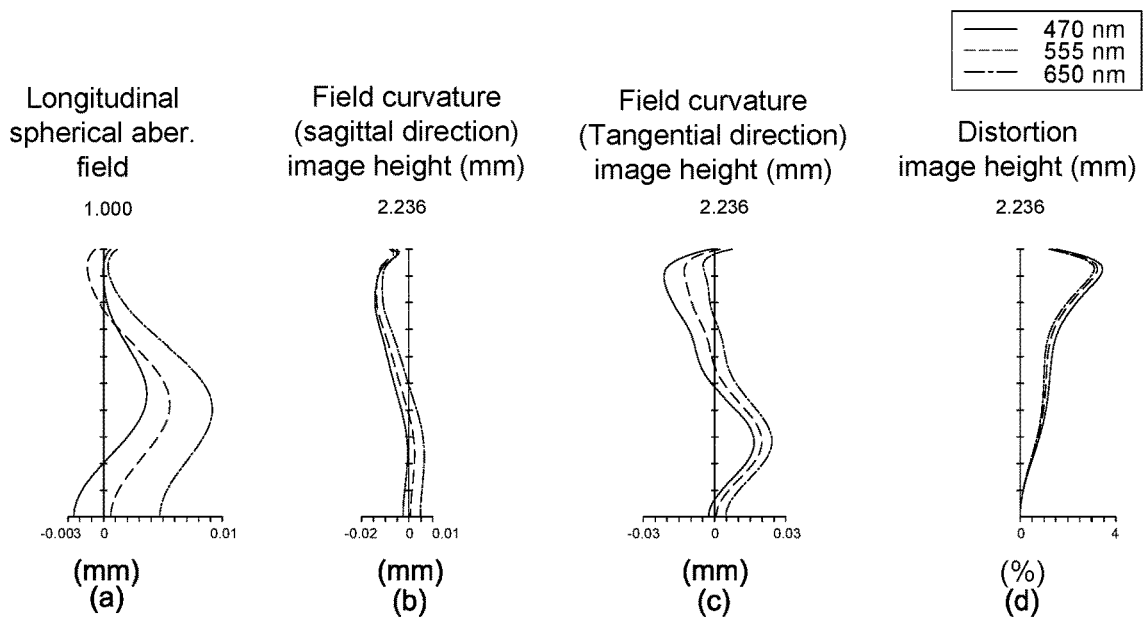 470 nm
555 nm
650 nm
Longitudinal
spherical aber.
field
1.000
-0.003 0 0.01
(mm)
(a)
Field curvature
(sagittal direction)
image height (mm)
2.236
-0.02 0 0.01
(mm)
(b)
Field curvature
(Tangential direction)
image height (mm)
2.236
-0.03 0 0.03
(mm)
(c)
Distortion
image height (mm)
2.236
0 4
(%)
(d)